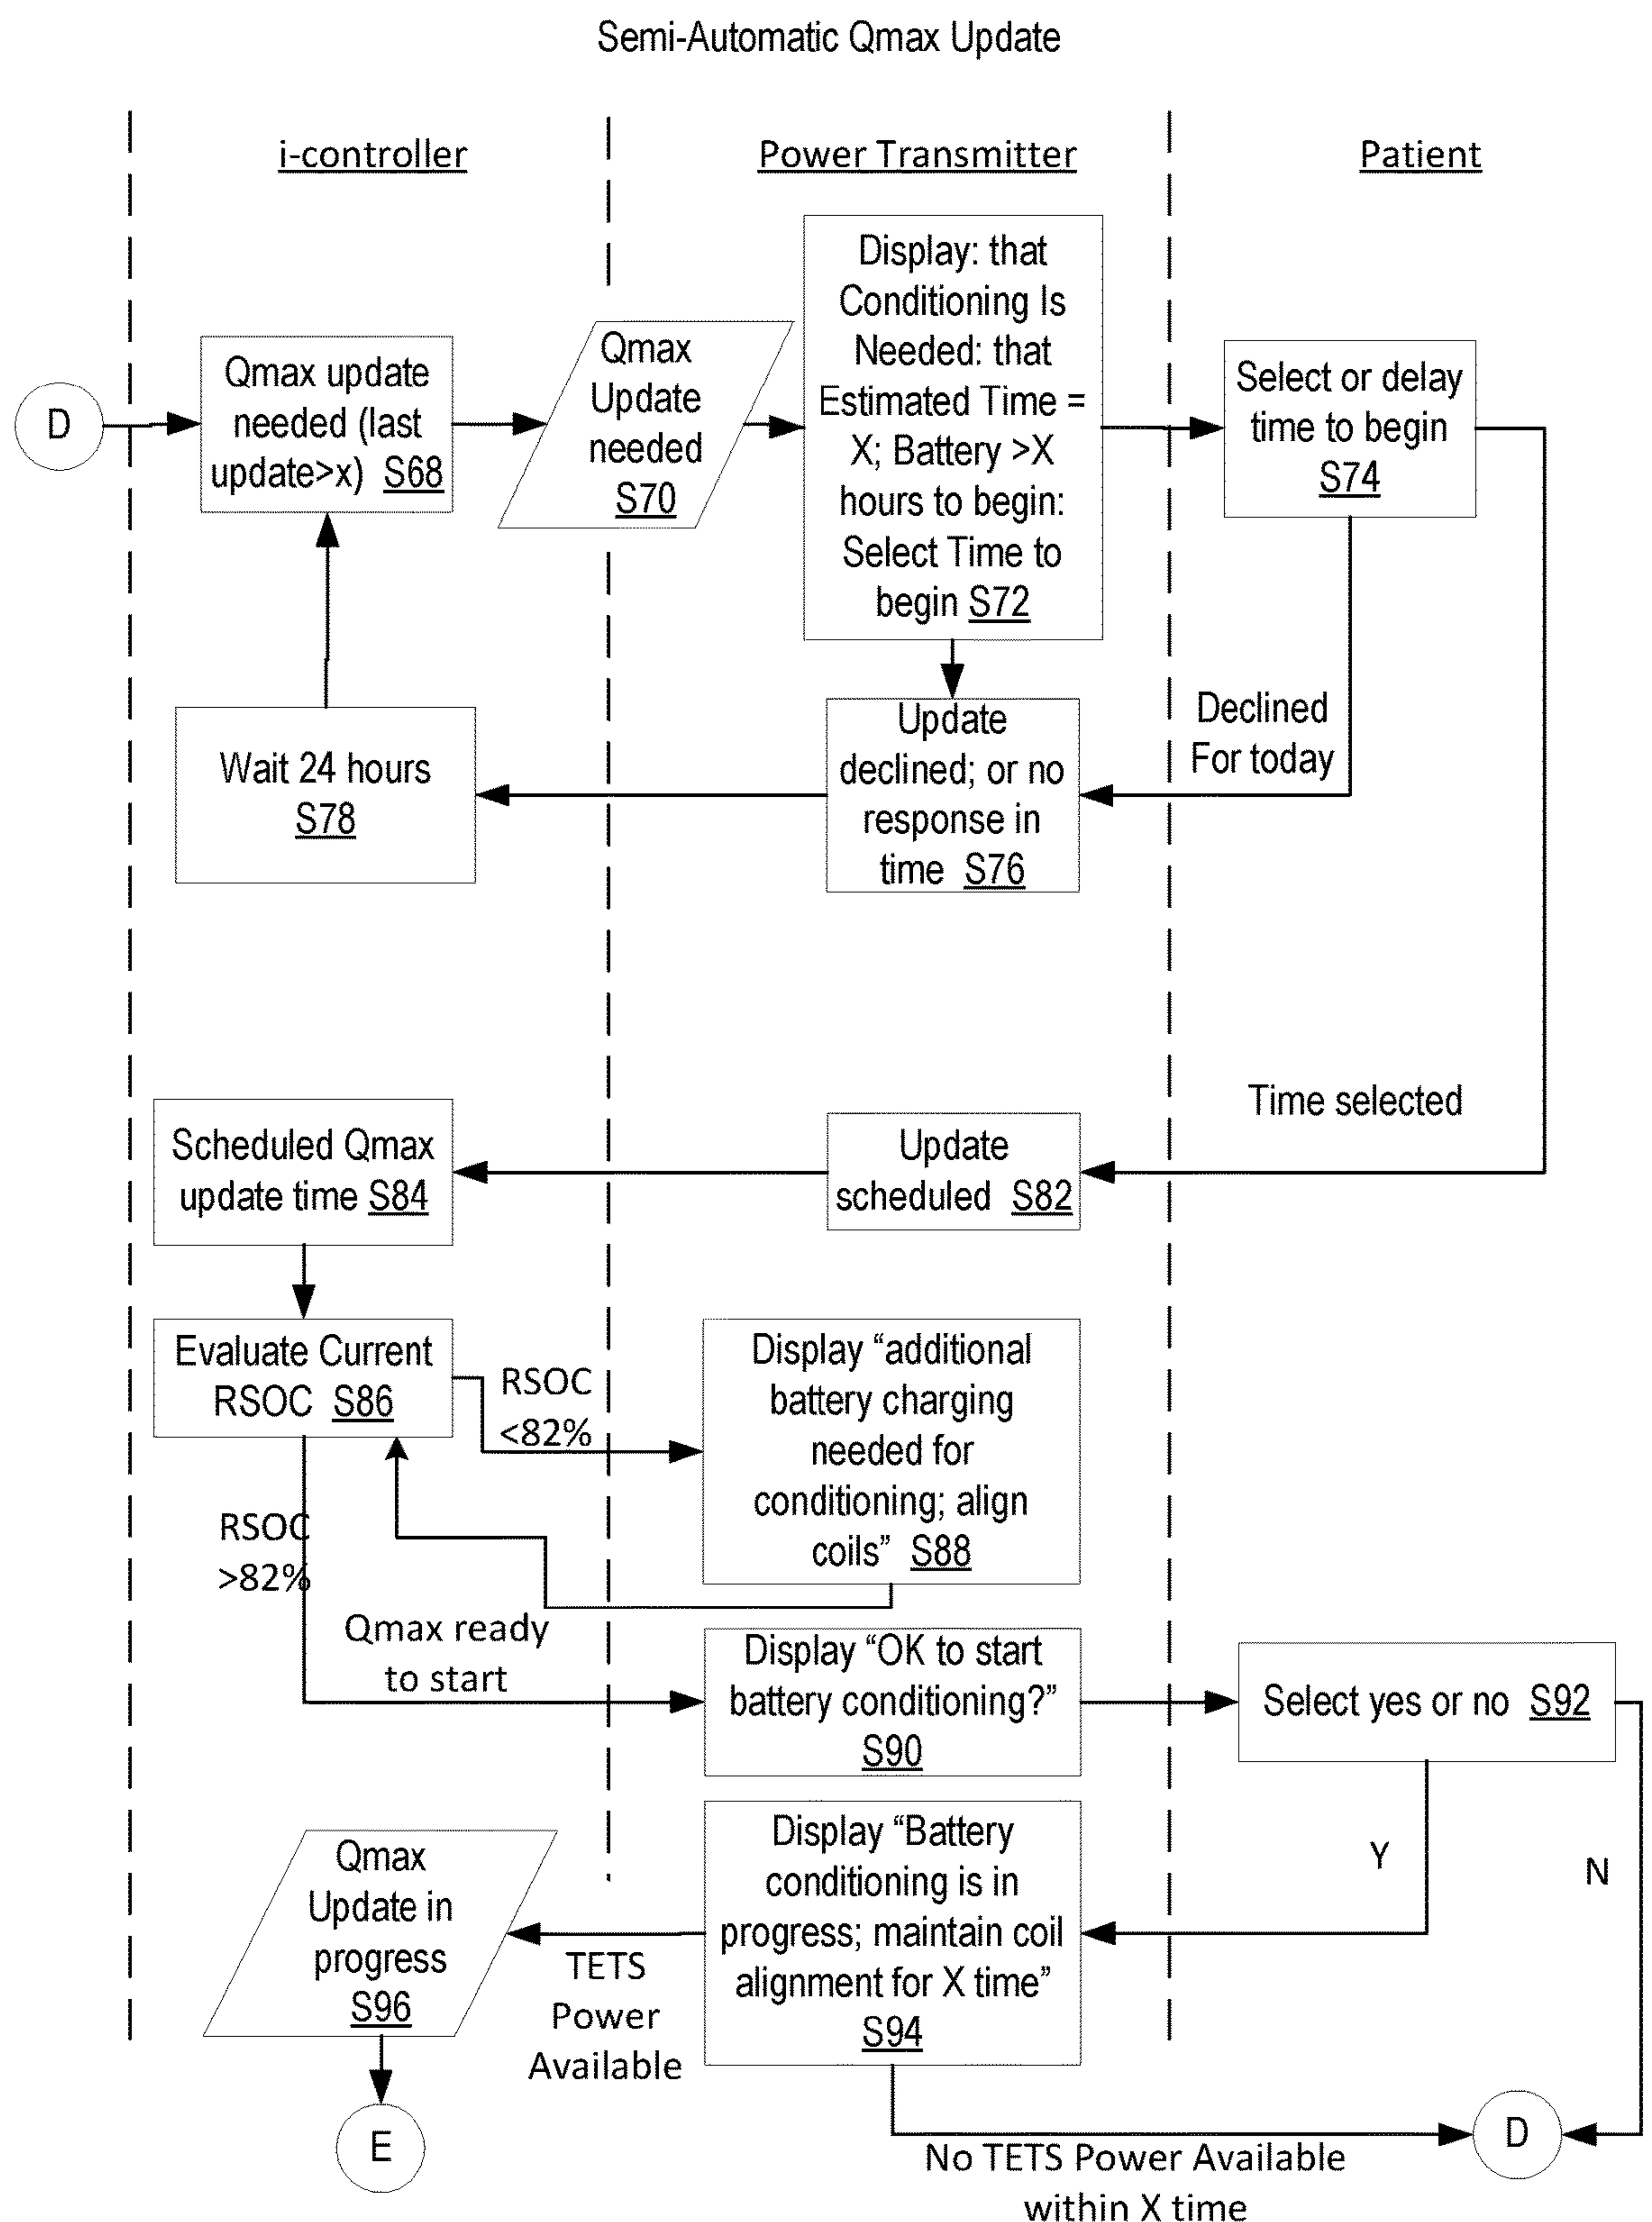 Semi-Automatic Qmax Update
i-controller
Power Transmitter
Patient
D
Qmax update
needed (last
update>x) S68
Qmax
Update
needed
S70
Display: that
Conditioning Is
Needed: that
Estimated Time =
X; Battery >X
hours to begin:
Select Time to
begin S72
Select or delay
time to begin
S74
Declined
For today
Update
declined; or no
response in
time S76
Wait 24 hours
S78
Time selected
Update
scheduled S82
Scheduled Qmax
update time S84
Evaluate Current
RSOC S86
RSOC
<82%
Display “additional
battery charging
needed for
conditioning; align
coils” S88
RSOC
>82%
Qmax ready
to start
Display “OK to start
battery conditioning?”
S90
Select yes or no S92
Y
N
Display “Battery
conditioning is in
progress; maintain coil
alignment for X time”
S94
TETS
Power
Available
Qmax
Update in
progress
S96
E
No TETS Power Available
within X time
D